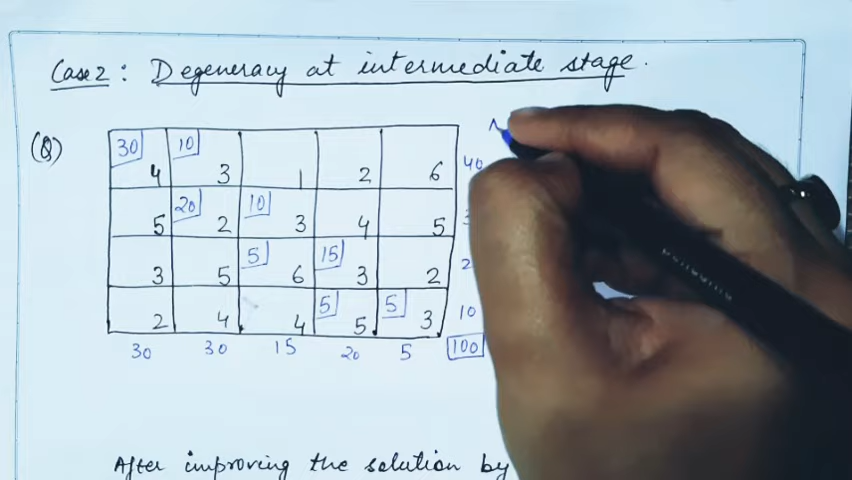 Case 2 : Degeneracy at intermediate stage.
(Q)
30 4 10 3 1 2 6 40
5 20 2 10 3 4 5
3 5 5 6 15 3 2
2 4 4 5 5 5 3 10
30 30 15 20 5 100
After improving the solution by